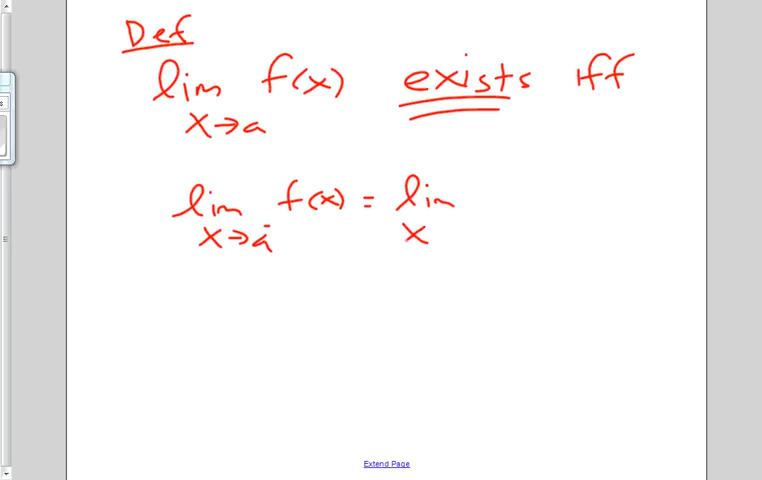 Def
lim f(x) exists iff
x→a
lim f(x) = lim
x→a⁻ x
Extend Page